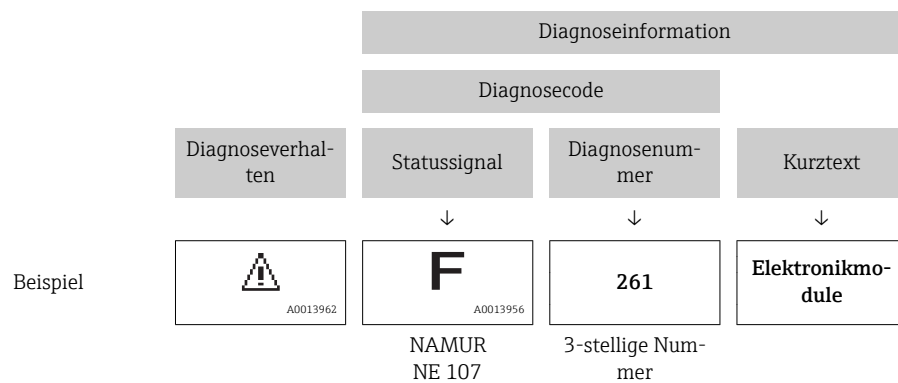 Diagnoseinformation
Diagnosecode
Diagnoseverhal-
ten
Statussignal
Diagnosenum-
mer
Kurztext
↓ ↓ ↓
Beispiel
A0013962
F
A0013956
261
Elektronikmo-
dule
NAMUR
NE 107
3-stellige Num-
mer